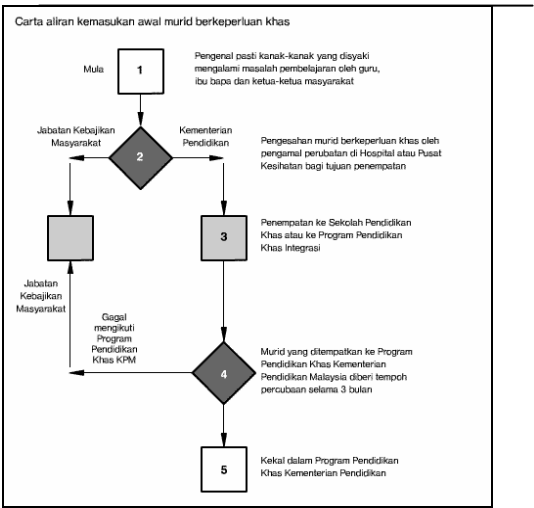 Carta aliran kemasukan awal murid berkeperluan khas
Mula
1
Pengenal pasti kanak-kanak yang disyaki
mengalami masalah pembelajaran oleh guru,
ibu bapa dan ketua-ketua masyarakat
Jabatan Kebajikan
Masyarakat
Kementerian
Pendidikan
2
Pengesahan murid berkeperluan khas oleh
pengamal perubatan di Hospital atau Pusat
Kesihatan bagi tujuan penempatan
3
Penempatan ke Sekolah Pendidikan
Khas atau ke Program Pendidikan
Khas Integrasi
Jabatan
Kebajikan
Masyarakat
Gagal
mengikuti
Program
Pendidikan
Khas KPM
4
Murid yang ditempatkan ke Program
Pendidikan Khas Kementerian
Pendidikan Malaysia diberi tempoh
percubaan selama 3 bulan
5
Kekal dalam Program Pendidikan
Khas Kementerian Pendidikan